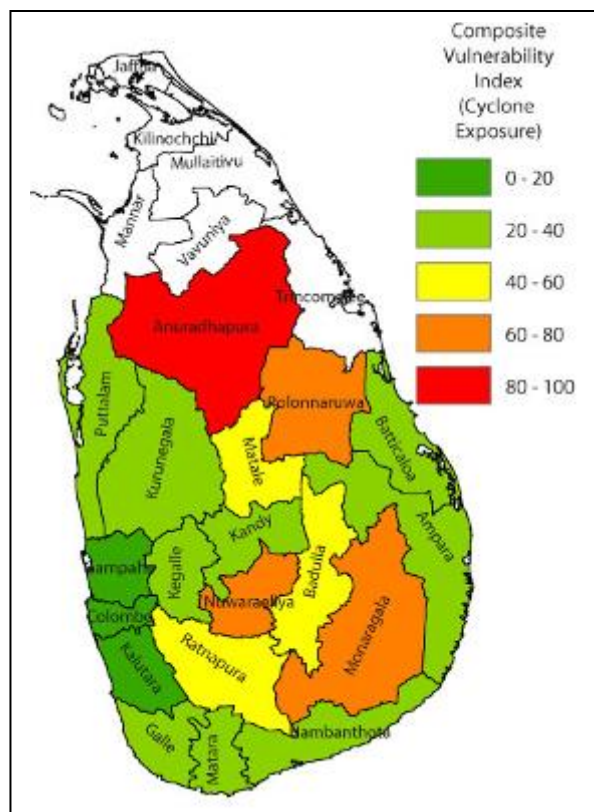 Composite
Vulnerability
Index
(Cyclone
Exposure)
0 - 20
20 - 40
40 - 60
60 - 80
80 - 100
Jaffna
Kilinochchi
Mullaitivu
Mannar
Vavuniya
Trincomalee
Anuradhapura
Polonnaruwa
Puttalam
Kurunegala
Matale
Batticaloa
Ampara
Kandy
Kegalle
Gampaha
Nuwaraeliya
Badulla
Colombo
Monaragala
Kalutara
Ratnapura
Hambanthota
Galle
Matara